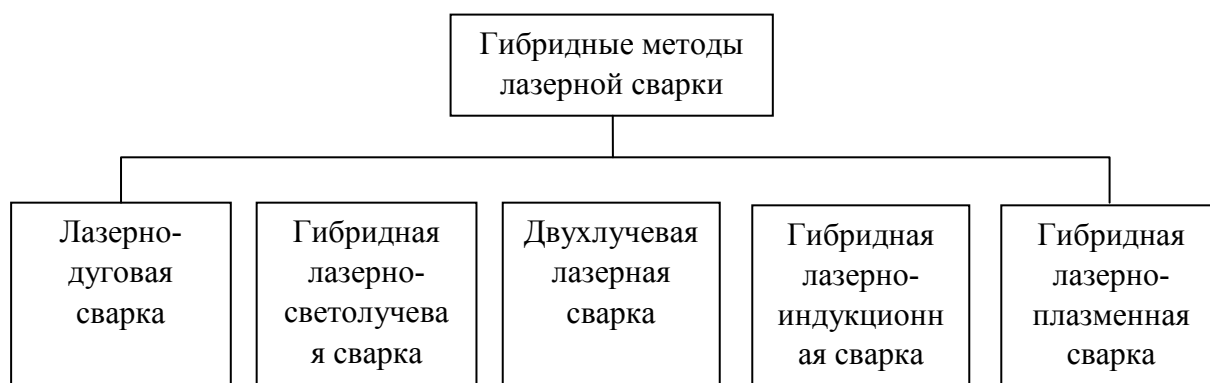 Гибридные методы
лазерной сварки
Лазерно-
дуговая
сварка
Гибридная
лазерно-
светолучева
я сварка
Двухлучевая
лазерная
сварка
Гибридная
лазерно-
индукционн
ая сварка
Гибридная
лазерно-
плазменная
сварка